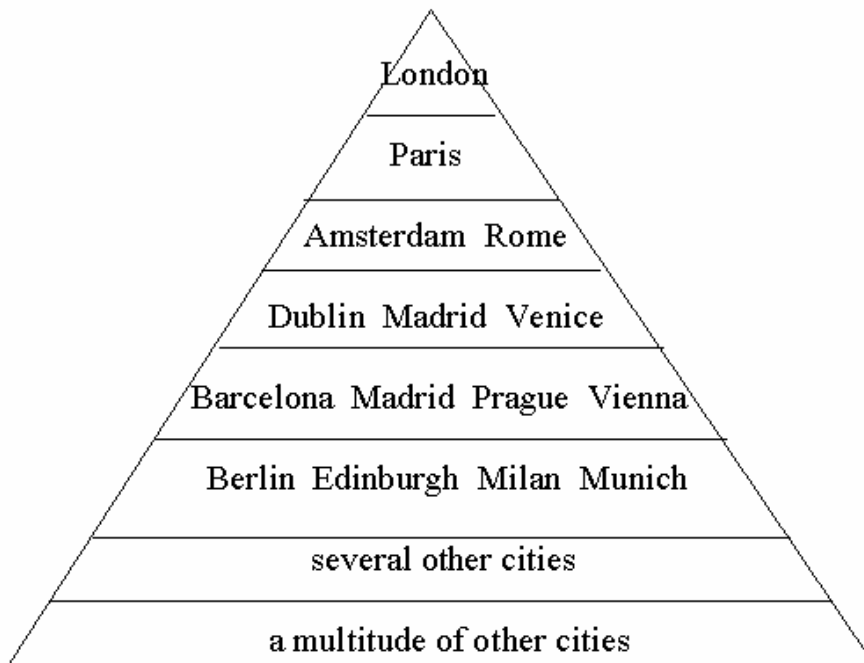 London
Paris
Amsterdam Rome
Dublin Madrid Venice
Barcelona Madrid Prague Vienna
Berlin Edinburgh Milan Munich
several other cities
a multitude of other cities